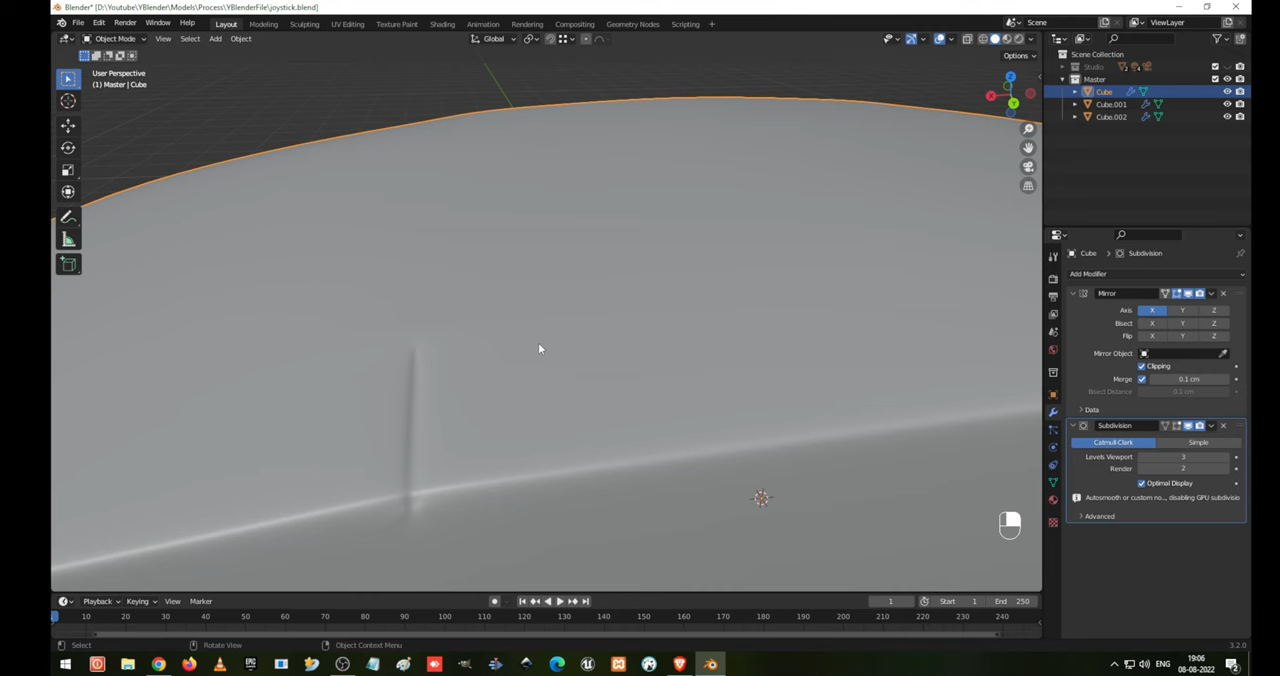 Blender* [D:\Youtube\YBlender\Models\Process\YBlenderFile\joystick.blend]
File Edit Render Window Help Layout Modeling Sculpting UV Editing Texture Paint Shading Animation Rendering Compositing Geometry Nodes Scripting + Scene ViewLayer
Object Mode View Select Add Object Global
Options
User Perspective
(1) Master | Cube
Scene Collection
Studio 2 4
Master
Cube
Cube.001
Cube.002
Cube > Subdivision
Add Modifier
Mirror
Axis X Y Z
Bisect X Y Z
Flip X Y Z
Mirror Object
Clipping
Merge 0.1 cm
Bisect Distance 0.1 cm
> Data
Subdivision
Catmull-Clark Simple
Levels Viewport 3
Render 2
Optimal Display
Autosmooth or custom no..., disabling GPU subdivisio
> Advanced
Playback Keying View Marker 1 Start 1 End 250
10 20 30 40 50 60 70 80 90 100 110 120 130 140 150 160 170 180 190 200 210 220 230 240
Select Rotate View Object Context Menu 3.2.0
ENG 19:06
08-08-2022
2